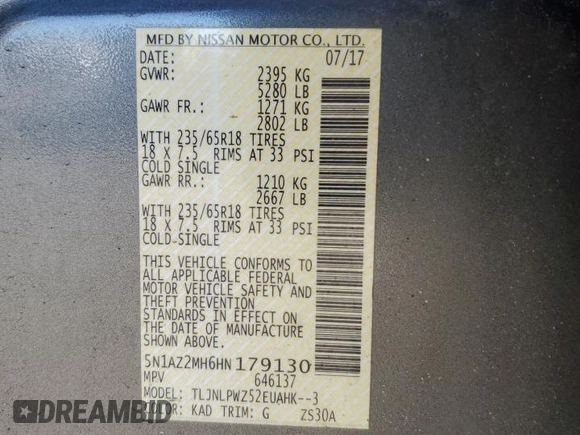 MFD BY NISSAN MOTOR CO., LTD.
DATE: 07/17
GVWR: 2395 KG
5280 LB
GAWR FR.: 1271 KG
2802 LB
WITH 235/65R18 TIRES
18 X 7.5 RIMS AT 33 PSI
COLD SINGLE
GAWR RR.: 1210 KG
2667 LB
WITH 235/65R18 TIRES
18 X 7.5 RIMS AT 33 PSI
COLD-SINGLE
THIS VEHICLE CONFORMS TO
ALL APPLICABLE FEDERAL
MOTOR VEHICLE SAFETY AND
THEFT PREVENTION
STANDARDS IN EFFECT ON
THE DATE OF MANUFACTURE
SHOWN ABOVE.
5N1AZ2MH6HN179130
MPV 646137
MODEL: TLJNLPWZ52EUAHK--3
COLOR: KAD TRIM: G ZS30A
CARDEALERS